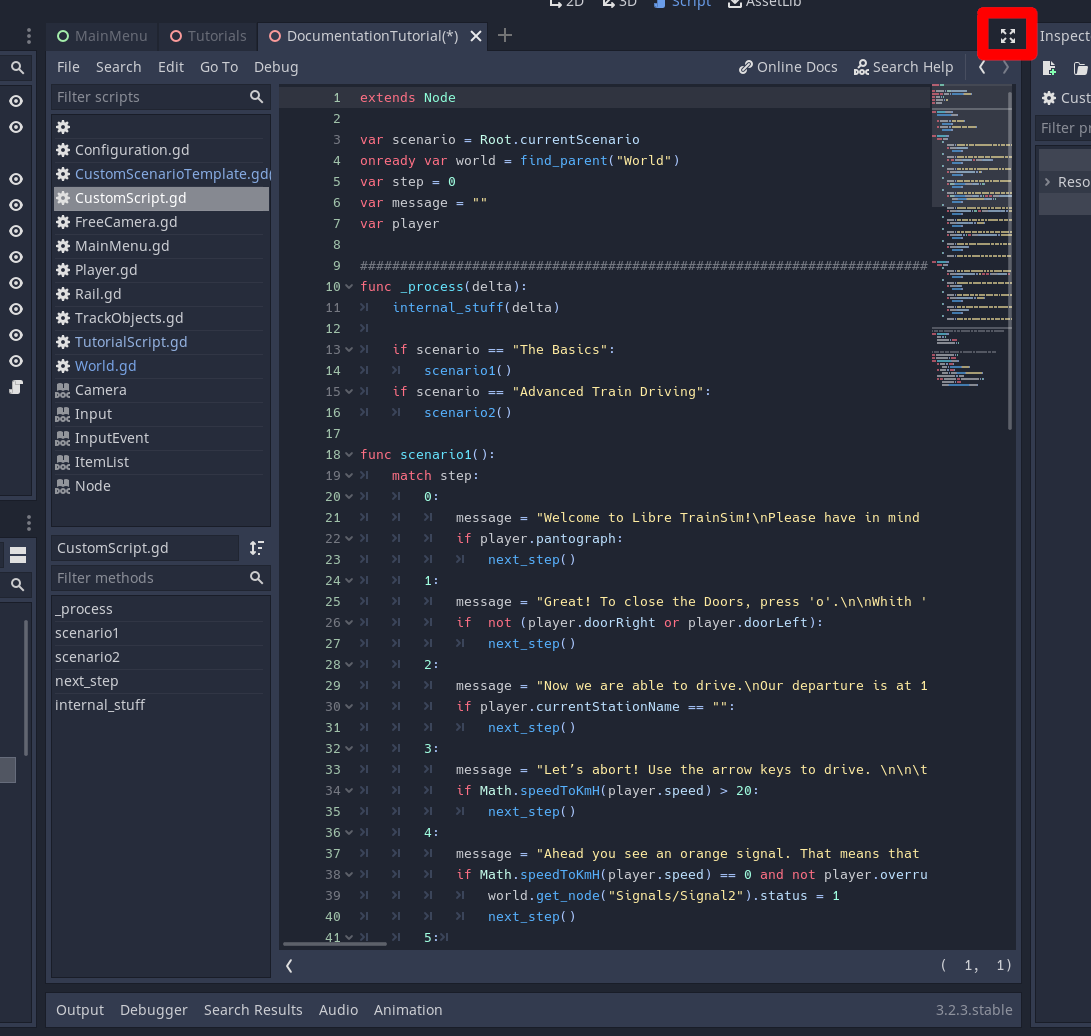 2D 3D Script AssetLib
MainMenu Tutorials DocumentationTutorial(*)
Inspect
File Search Edit Go To Debug Online Docs Search Help
Filter scripts
Configuration.gd
CustomScenarioTemplate.gd(
CustomScript.gd
FreeCamera.gd
MainMenu.gd
Player.gd
Rail.gd
TrackObjects.gd
TutorialScript.gd
World.gd
Camera
Input
InputEvent
ItemList
Node
CustomScript.gd
Filter methods
_process
scenario1
scenario2
next_step
internal_stuff
1 extends Node
2
3 var scenario = Root.currentScenario
4 onready var world = find_parent("World")
5 var step = 0
6 var message = ""
7 var player
8
9 #######################################################################
10 func _process(delta):
11 internal_stuff(delta)
12
13 if scenario == "The Basics":
14 scenario1()
15 if scenario == "Advanced Train Driving":
16 scenario2()
17
18 func scenario1():
19 match step:
20 0:
21 message = "Welcome to Libre TrainSim!\nPlease have in mind
22 if player.pantograph:
23 next_step()
24 1:
25 message = "Great! To close the Doors, press 'o'.\n\nWhith '
26 if  not (player.doorRight or player.doorLeft):
27 next_step()
28 2:
29 message = "Now we are able to drive.\nOur departure is at 1
30 if player.currentStationName == "":
31 next_step()
32 3:
33 message = "Let’s abort! Use the arrow keys to drive. \n\n\t
34 if Math.speedToKmH(player.speed) > 20:
35 next_step()
36 4:
37 message = "Ahead you see an orange signal. That means that
38 if Math.speedToKmH(player.speed) == 0 and not player.overru
39 world.get_node("Signals/Signal2").status = 1
40 next_step()
41 5:
( 1, 1)
Cust
Filter pr
Reso
Output Debugger Search Results Audio Animation 3.2.3.stable